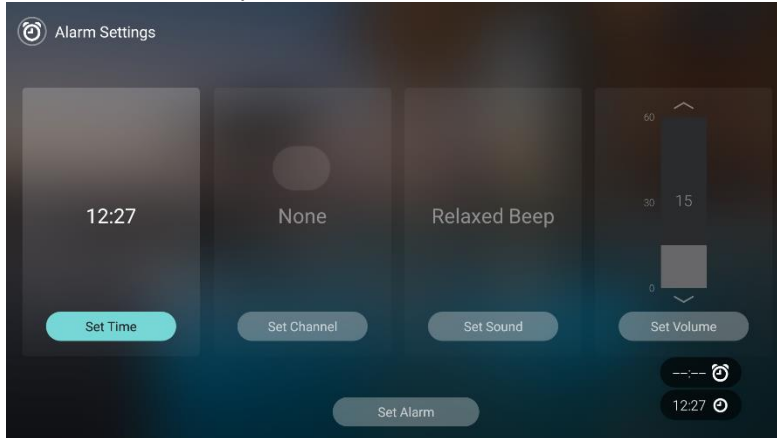 Alarm Settings
12:27
Set Time
None
Set Channel
Relaxed Beep
Set Sound
60
30
15
0
Set Volume
Set Alarm
--:--
12:27